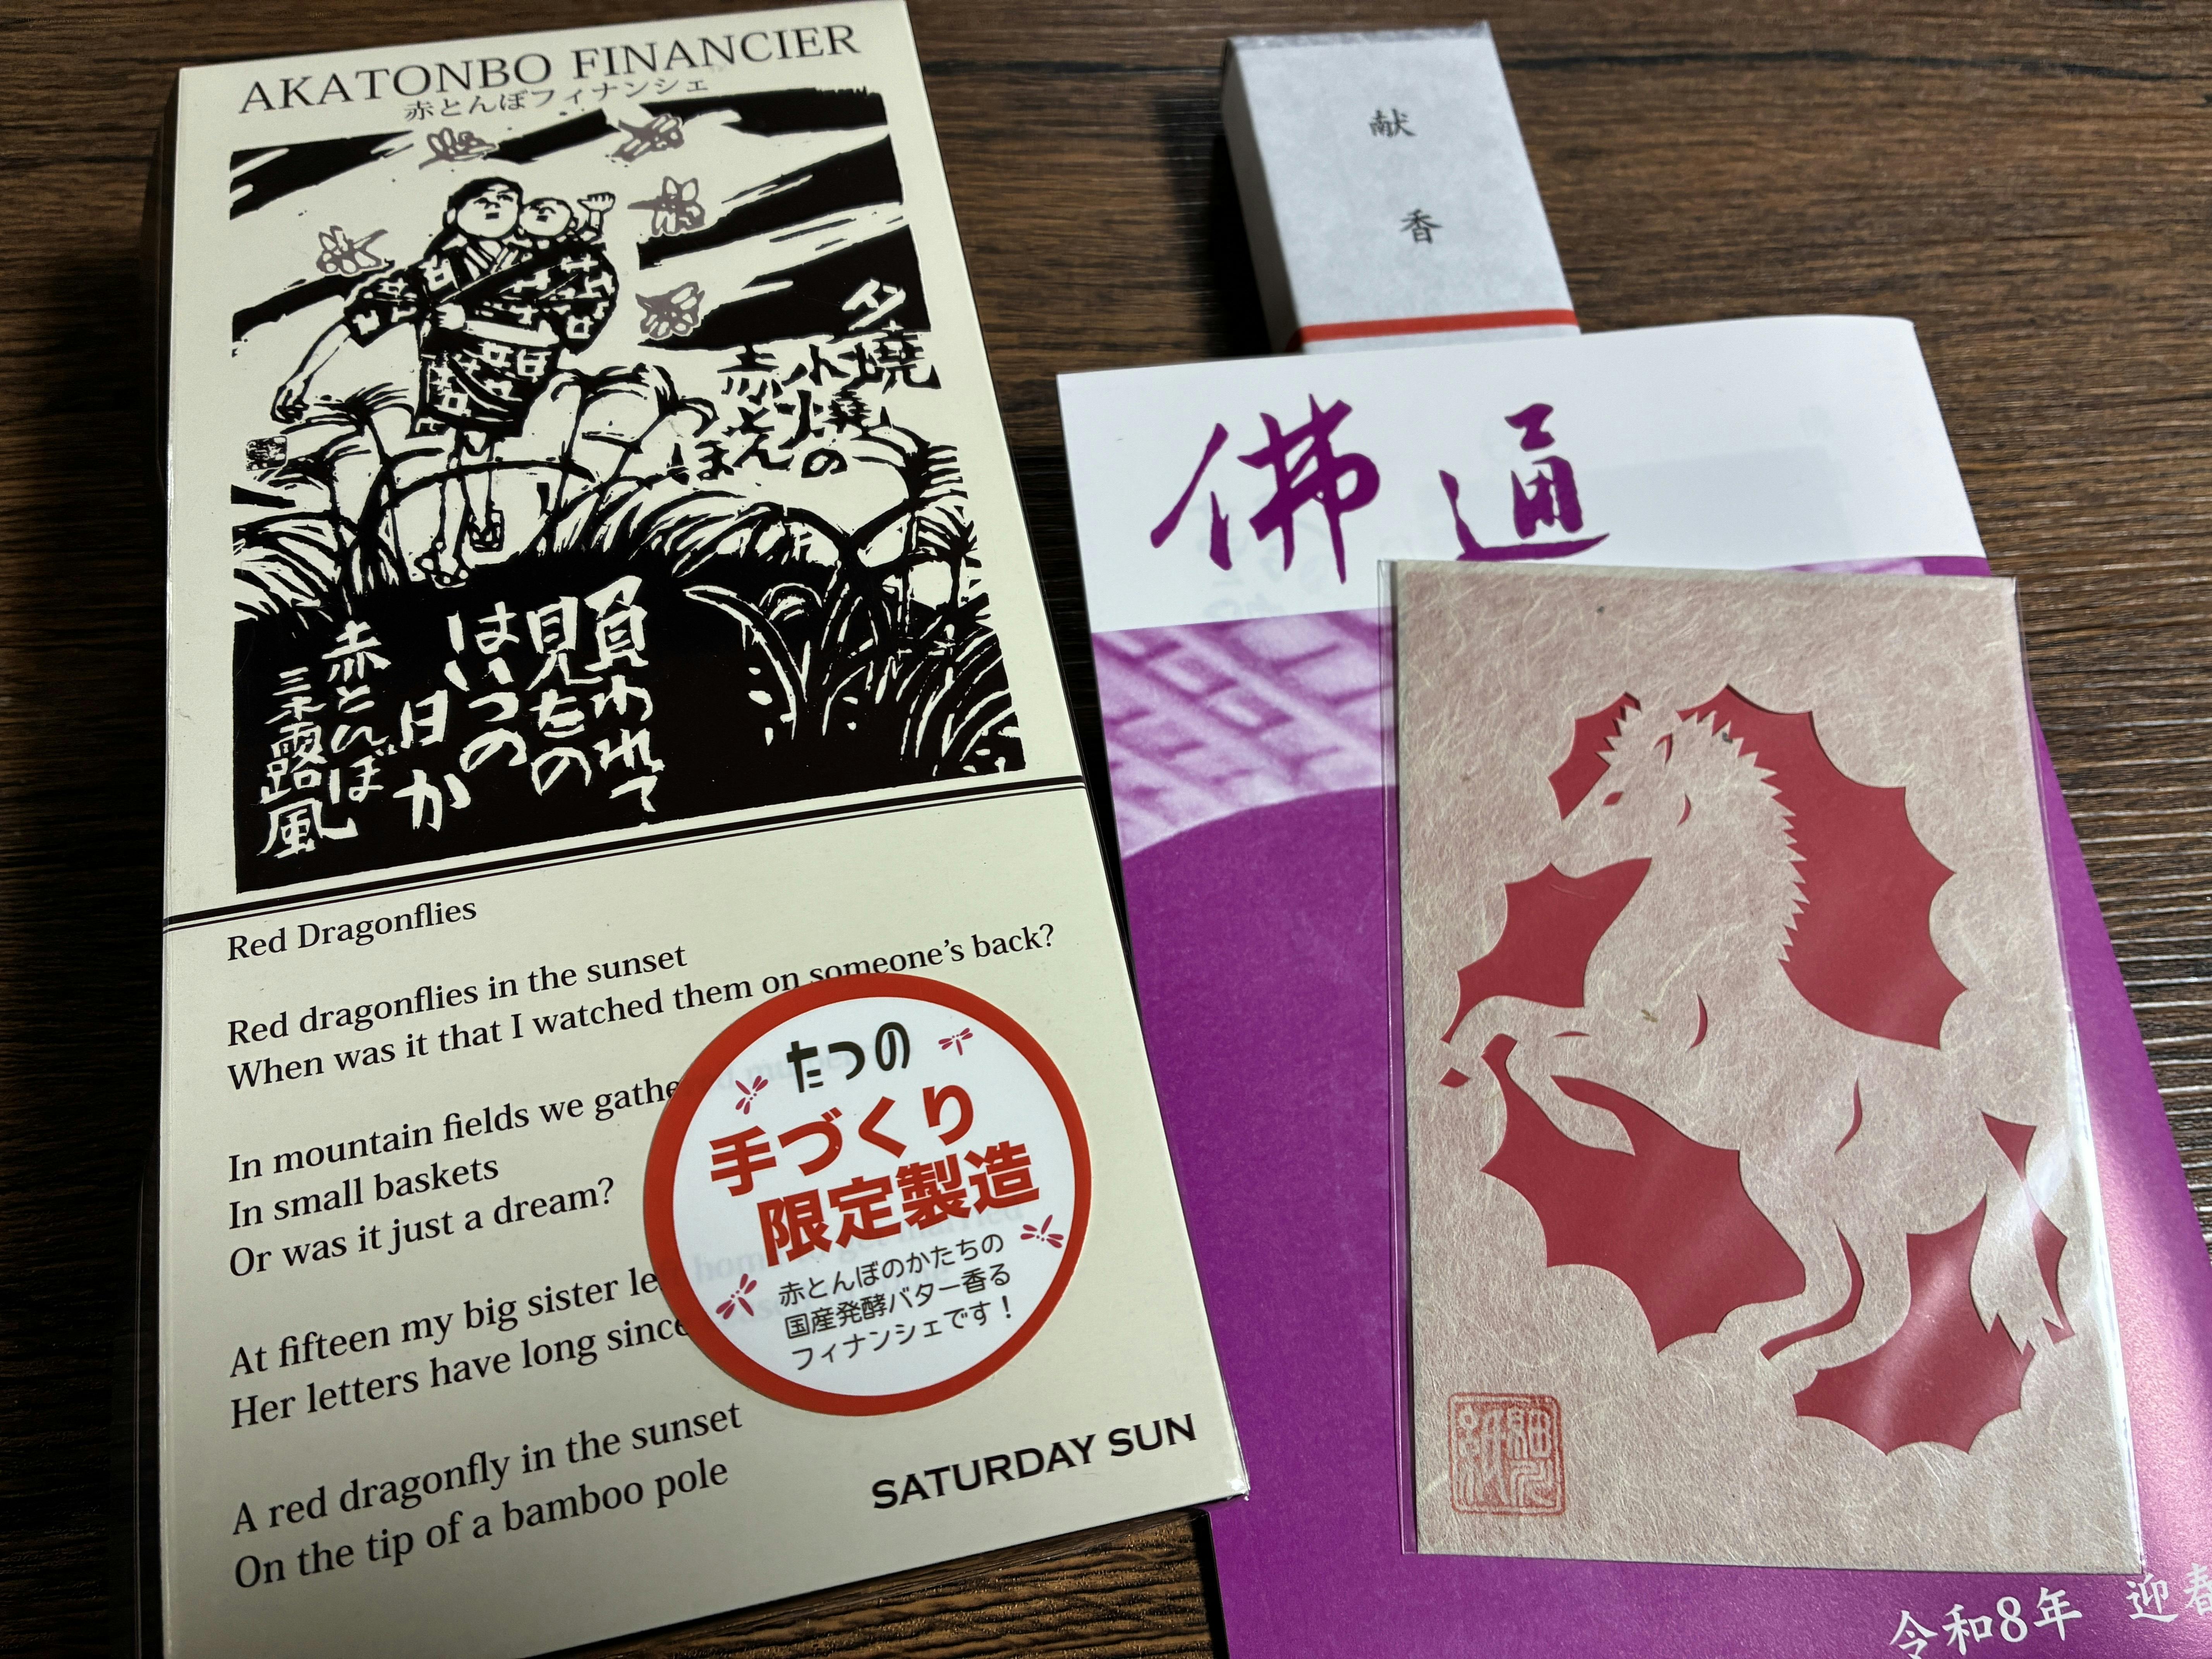 AKATONBO FINANCIER
赤とんぼフィナンシェ
夕燒
小燒の
赤とん
ぼ
負われて
見たの
はいつの
日か
赤とんぼ
三木露風
Red Dragonflies
Red dragonflies in the sunset
When was it that I watched them on someone's back?
In mountain fields we gathe
In small baskets
Or was it just a dream?
At fifteen my big sister le
Her letters have long since
A red dragonfly in the sunset
On the tip of a bamboo pole
たつの
手づくり
限定製造
赤とんぼのかたちの
国産発酵バター香る
フィナンシェです！
SATURDAY SUN
献香
佛通
令和8年 迎春